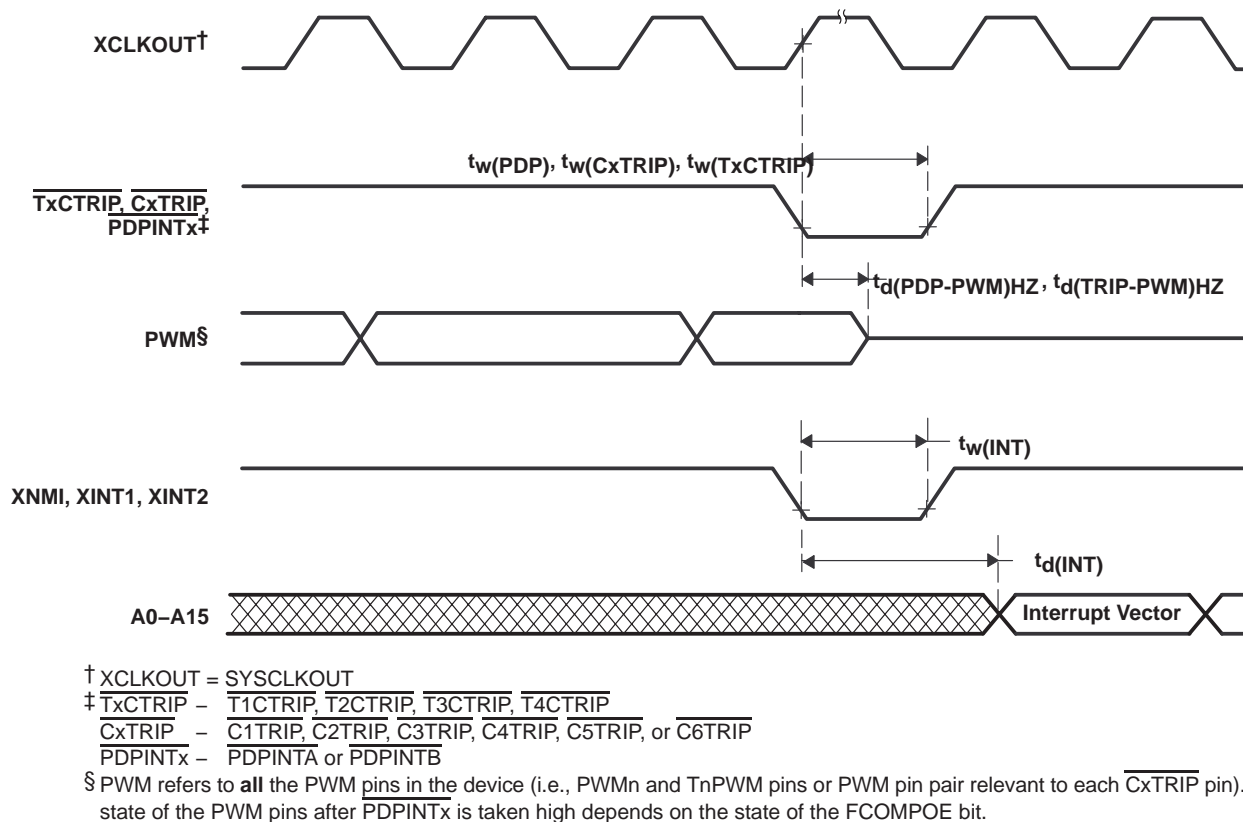 XCLKOUT†
tw(PDP), tw(CxTRIP), tw(TxCTRIP)
TxCTRIP, CxTRIP,
PDPINTx‡
td(PDP-PWM)HZ, td(TRIP-PWM)HZ
PWM§
tw(INT)
XNMI, XINT1, XINT2
td(INT)
A0–A15
Interrupt Vector
† XCLKOUT = SYSCLKOUT
‡ TxCTRIP – T1CTRIP, T2CTRIP, T3CTRIP, T4CTRIP
CxTRIP – C1TRIP, C2TRIP, C3TRIP, C4TRIP, C5TRIP, or C6TRIP
PDPINTx – PDPINTA or PDPINTB
§ PWM refers to all the PWM pins in the device (i.e., PWMn and TnPWM pins or PWM pin pair relevant to each CxTRIP pin).
state of the PWM pins after PDPINTx is taken high depends on the state of the FCOMPOE bit.